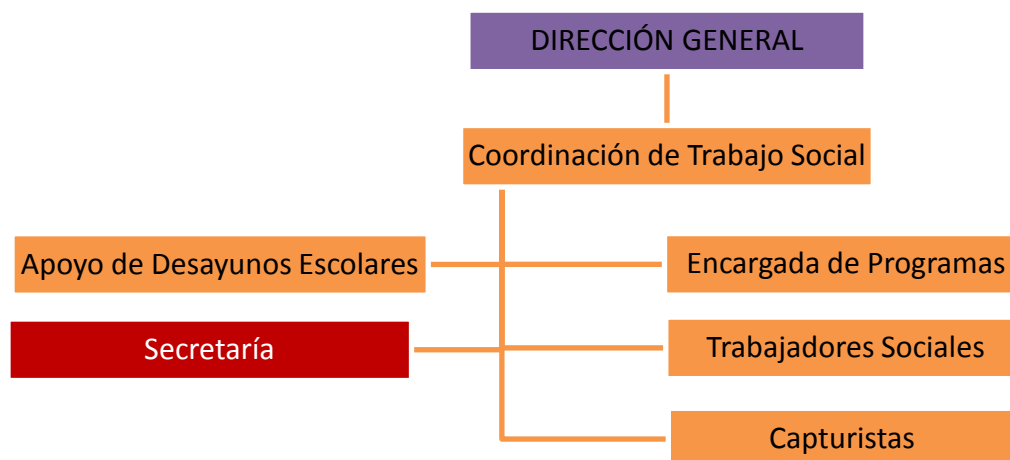 DIRECCIÓN GENERAL
Coordinación de Trabajo Social
Apoyo de Desayunos Escolares
Encargada de Programas
Secretaría
Trabajadores Sociales
Capturistas